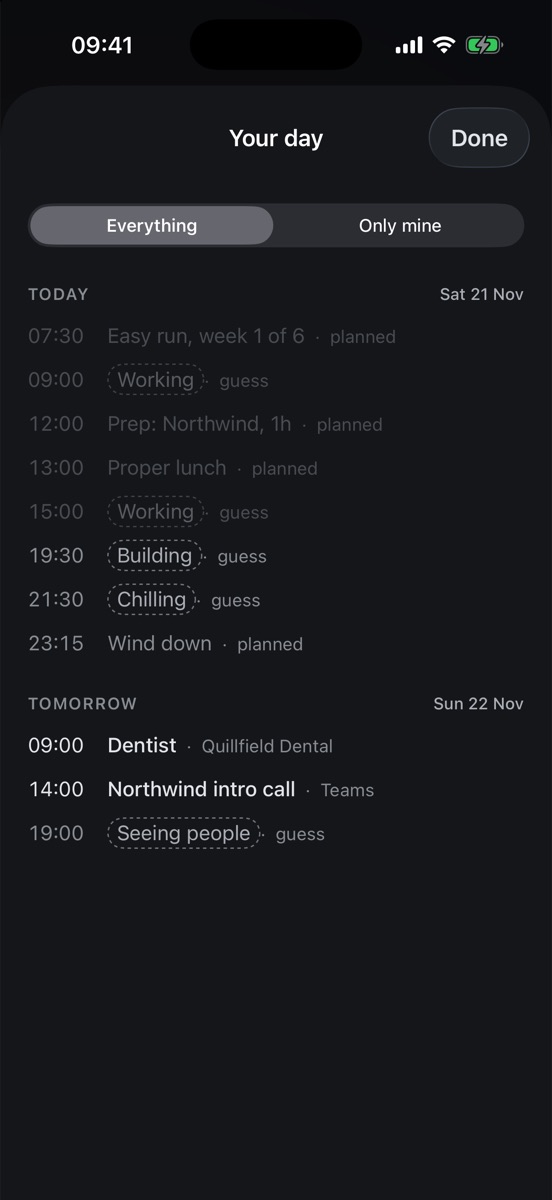 09:41
Your day
Done
Everything
Only mine
TODAY Sat 21 Nov
07:30 Easy run, week 1 of 6 · planned
09:00 Working · guess
12:00 Prep: Northwind, 1h · planned
13:00 Proper lunch · planned
15:00 Working · guess
19:30 Building · guess
21:30 Chilling · guess
23:15 Wind down · planned
TOMORROW Sun 22 Nov
09:00 Dentist · Quillfield Dental
14:00 Northwind intro call · Teams
19:00 Seeing people · guess